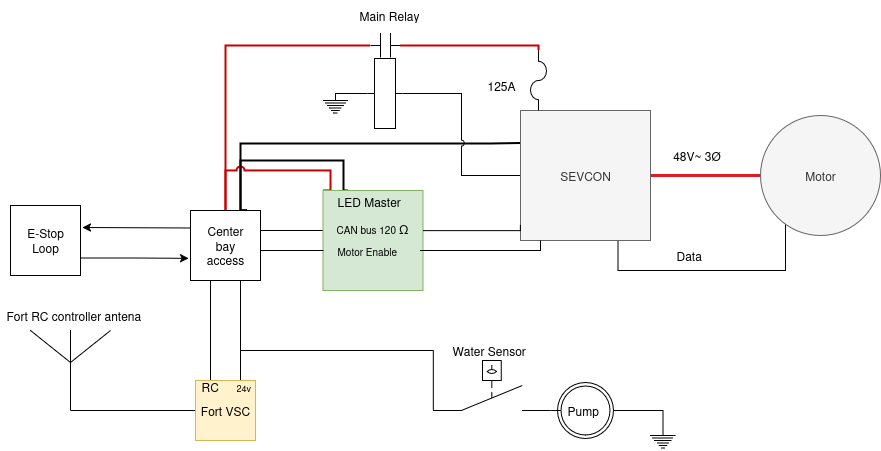 Main Relay
125A
48V~ 3Ø
SEVCON
Motor
LED Master
CAN bus 120 Ω
Motor Enable
Center
bay
access
E-Stop
Loop
Data
Fort RC controller antena
Water Sensor
RC 24v
Fort VSC
Pump